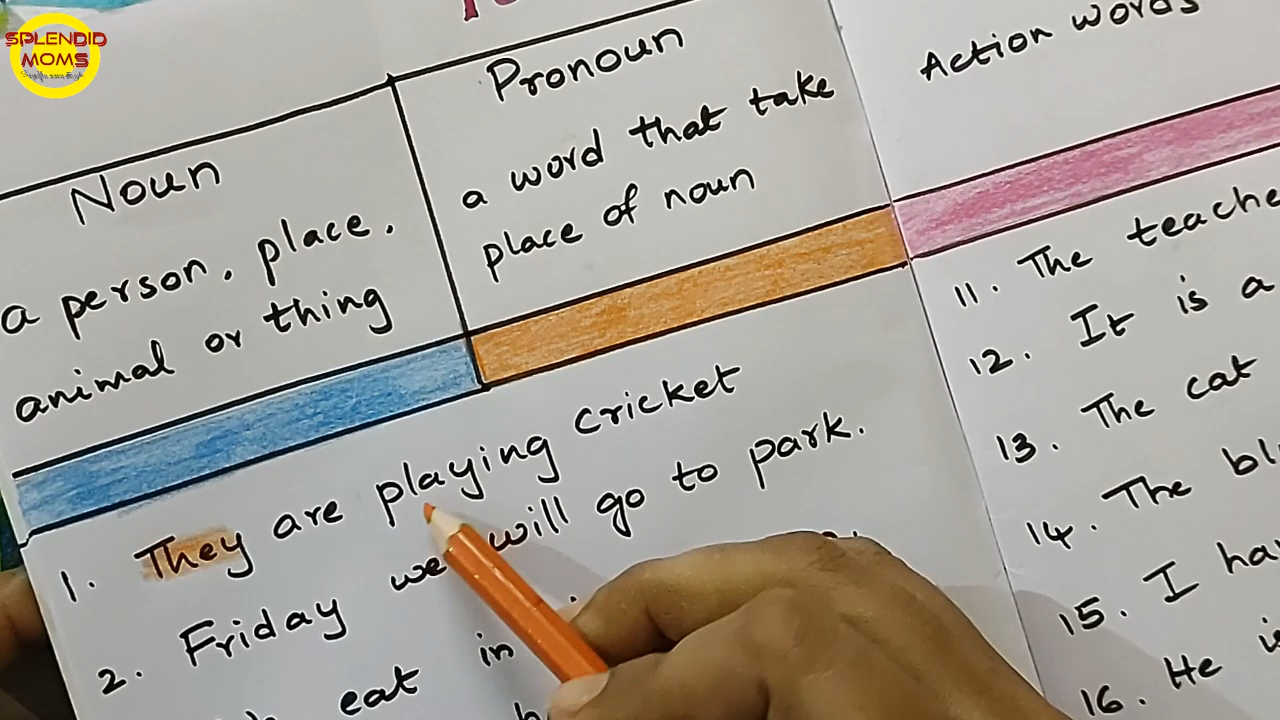 SPLENDID
MOMS
Noun
a person, place,
animal or thing
Pronoun
a word that take
place of noun
Action words
1. They are playing cricket
2. Friday we will go to park.
eat in
11. The teache
12. It is a
13. The cat
14. The bl
15. I ha
16. He is